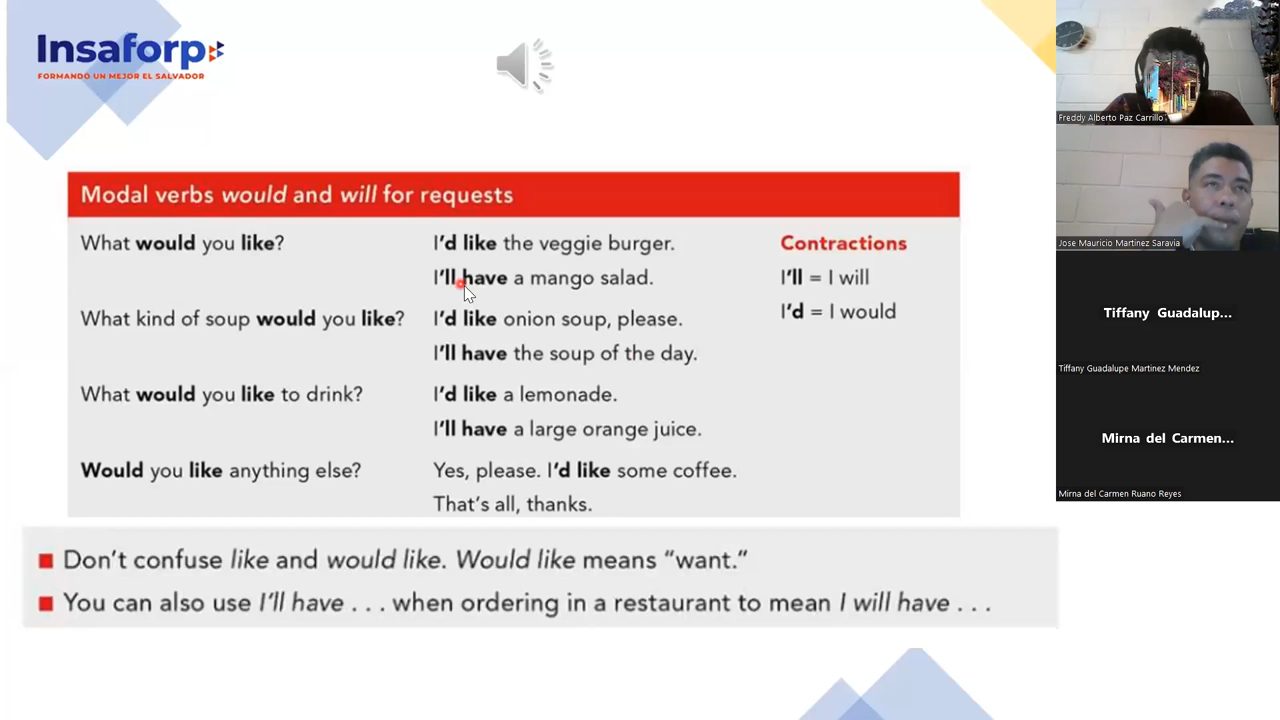 Insaforp
FORMANDO UN MEJOR EL SALVADOR
Modal verbs would and will for requests
What would you like?
I'd like the veggie burger.
I'll have a mango salad.
What kind of soup would you like?
I'd like onion soup, please.
I'll have the soup of the day.
What would you like to drink?
I'd like a lemonade.
I'll have a large orange juice.
Would you like anything else?
Yes, please. I'd like some coffee.
That's all, thanks.
Contractions
I'll = I will
I'd = I would
Don't confuse like and would like. Would like means “want.”
You can also use I'll have . . . when ordering in a restaurant to mean I will have . . .
Freddy Alberto Paz Carrillo
Jose Mauricio Martinez Saravia
Tiffany Guadalup...
Tiffany Guadalupe Martinez Mendez
Mirna del Carmen...
Mirna del Carmen Ruano Reyes